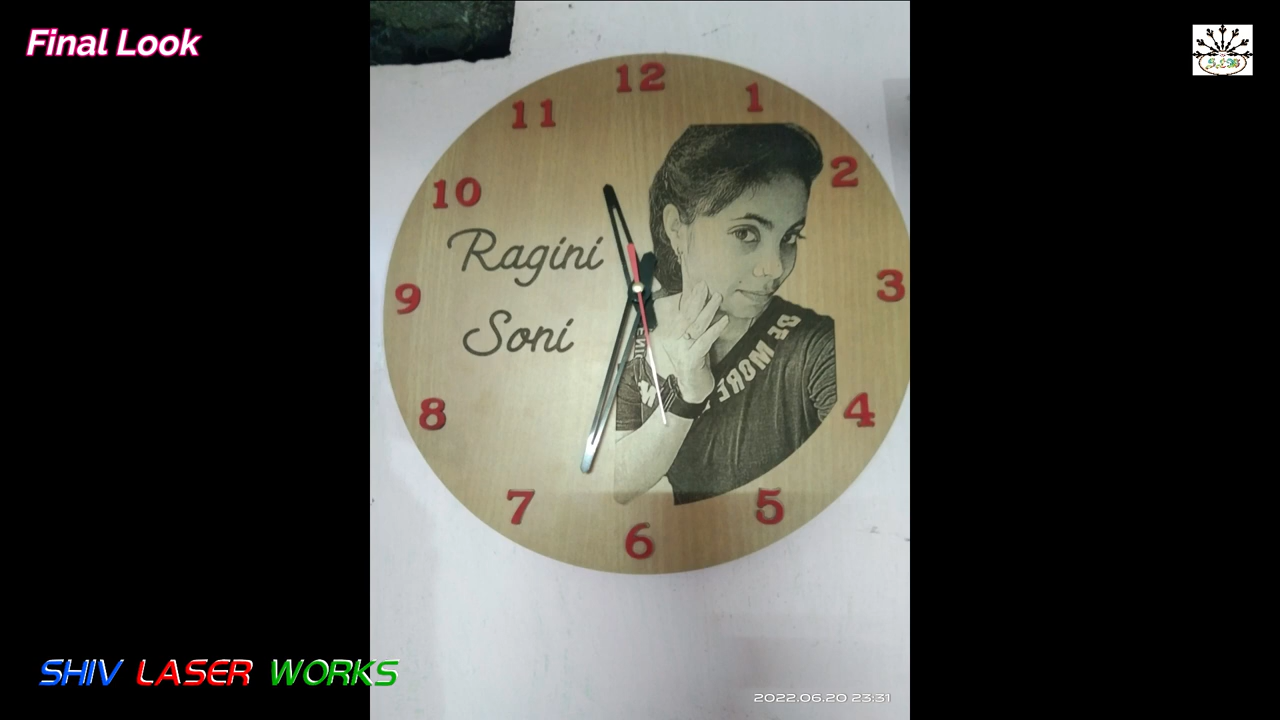 Final Look
S.L.W
12
11
1
10
2
Ragini
9
3
Soni
8
4
7
5
6
BE MORE
SHIV LASER WORKS
2022.06.20 23:31